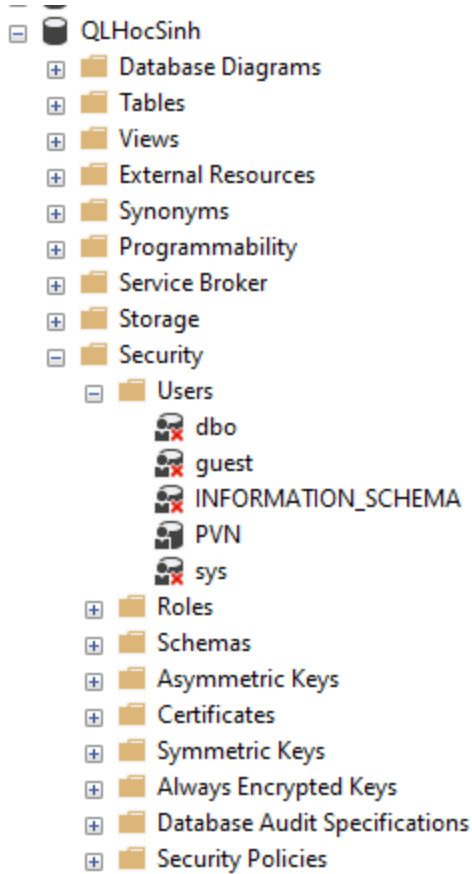 QLHocSinh
Database Diagrams
Tables
Views
External Resources
Synonyms
Programmability
Service Broker
Storage
Security
Users
dbo
guest
INFORMATION_SCHEMA
PVN
sys
Roles
Schemas
Asymmetric Keys
Certificates
Symmetric Keys
Always Encrypted Keys
Database Audit Specifications
Security Policies